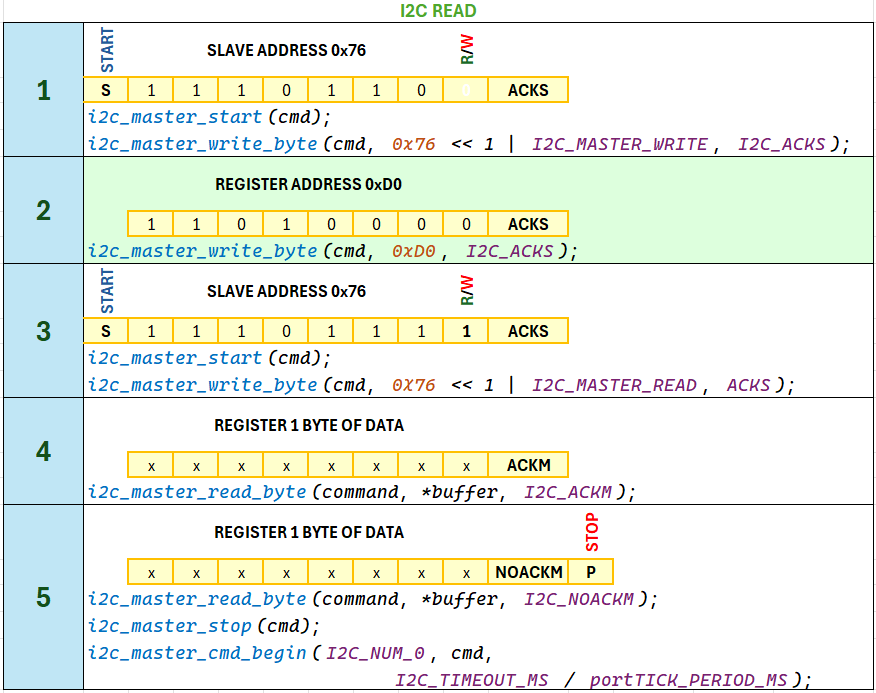 I2C READ
1
START
SLAVE ADDRESS 0x76
R/W
S 1 1 1 0 1 1 0 0 ACKS
i2c_master_start(cmd);
i2c_master_write_byte(cmd, 0x76 << 1 | I2C_MASTER_WRITE, I2C_ACKS);
2
REGISTER ADDRESS 0xD0
1 1 0 1 0 0 0 0 ACKS
i2c_master_write_byte(cmd, 0xD0, I2C_ACKS);
3
START
SLAVE ADDRESS 0x76
R/W
S 1 1 1 0 1 1 1 1 ACKS
i2c_master_start(cmd);
i2c_master_write_byte(cmd, 0X76 << 1 | I2C_MASTER_READ, ACKS);
4
REGISTER 1 BYTE OF DATA
x x x x x x x x ACKM
i2c_master_read_byte(command, *buffer, I2C_ACKM);
5
REGISTER 1 BYTE OF DATA
STOP
x x x x x x x x NOACKM P
i2c_master_read_byte(command, *buffer, I2C_NOACKM);
i2c_master_stop(cmd);
i2c_master_cmd_begin(I2C_NUM_0, cmd,
I2C_TIMEOUT_MS / portTICK_PERIOD_MS);